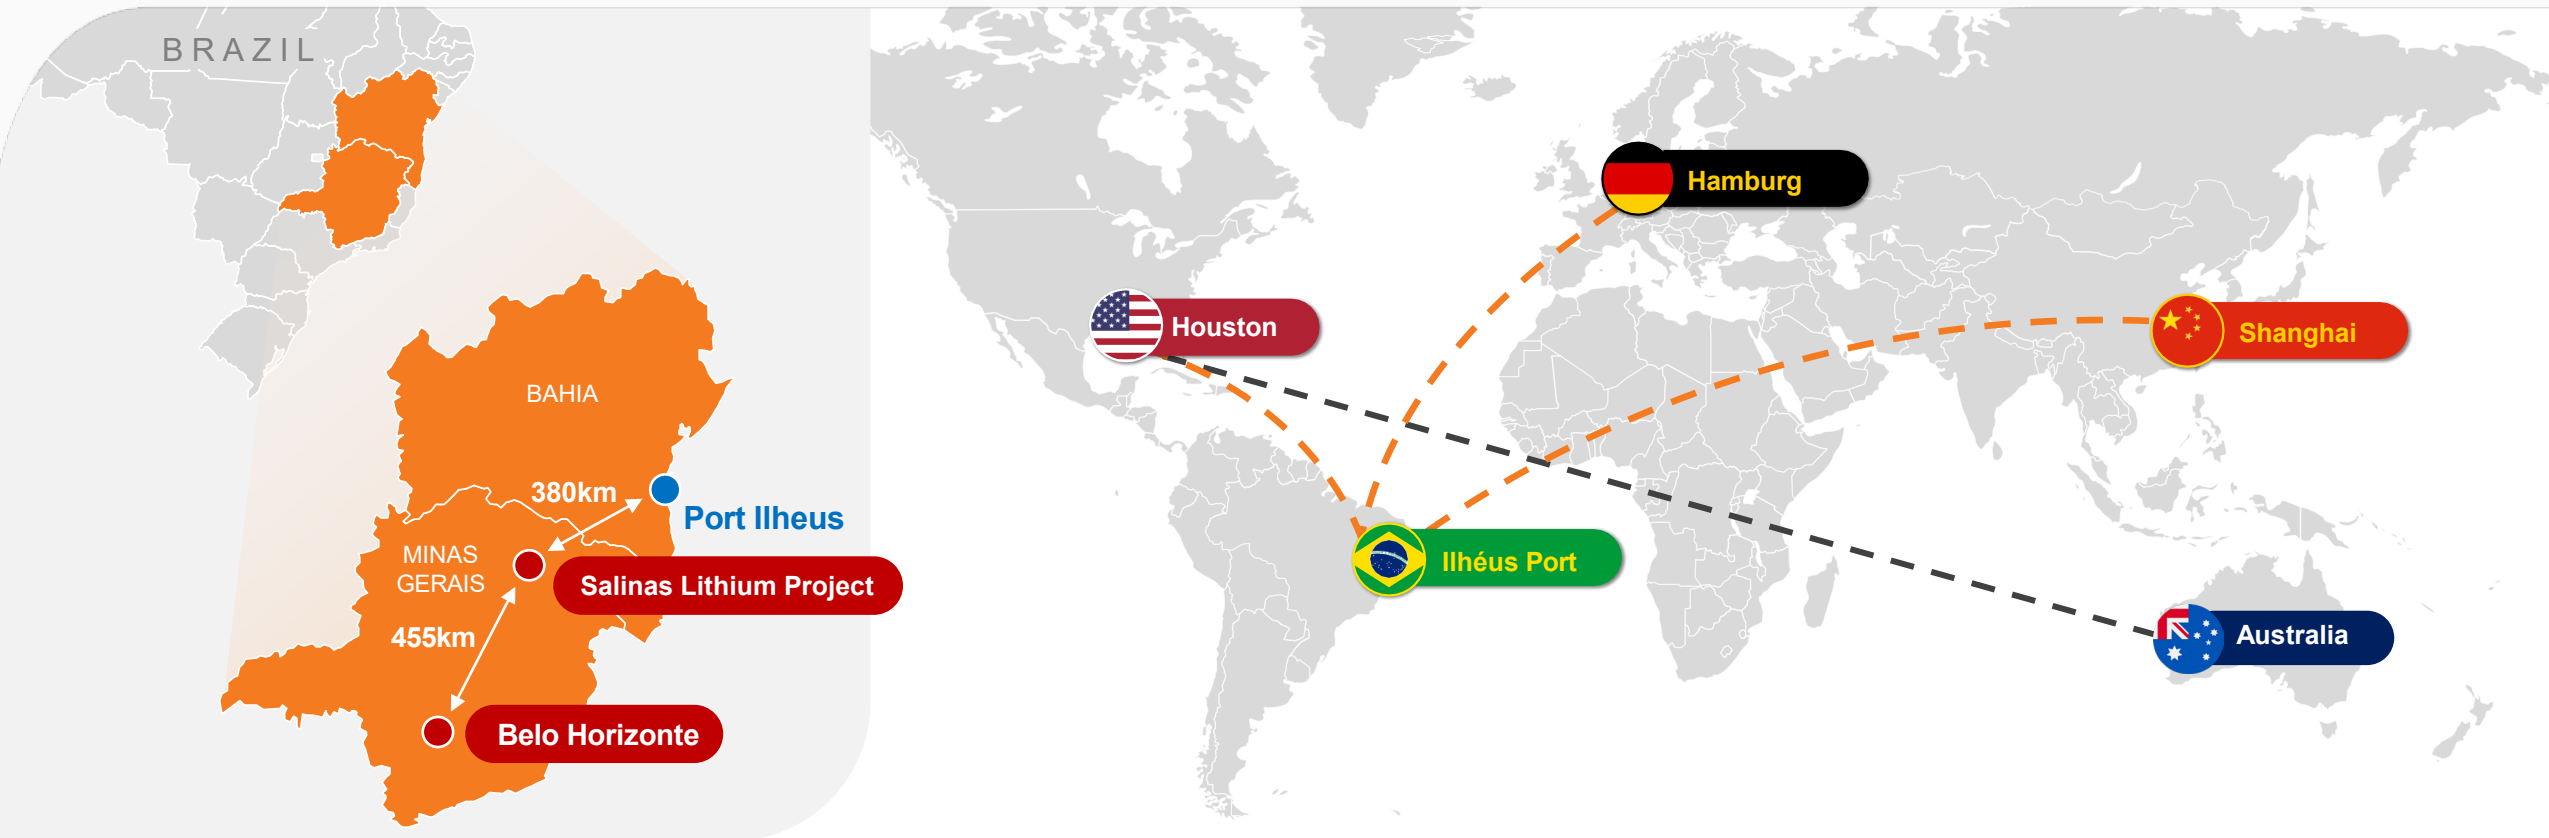 BRAZIL
BAHIA
380km
Port Ilheus
MINAS
GERAIS
Salinas Lithium Project
455km
Belo Horizonte
Hamburg
Houston
Shanghai
Ilhéus Port
Australia